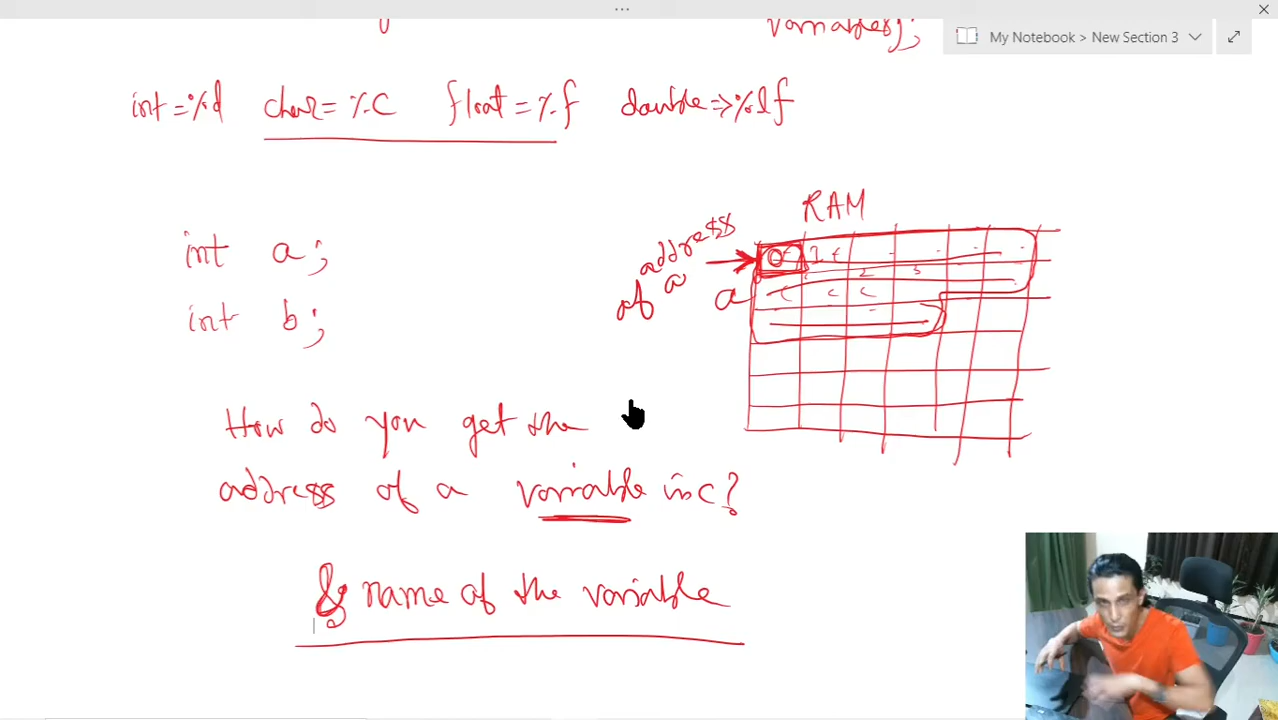 My Notebook > New Section 3
variables);
int = %d char = %c float = %f double => %lf
RAM
int a;
address
of a
a
int b;
How do you get the
address of a variable in c?
& name of the variable